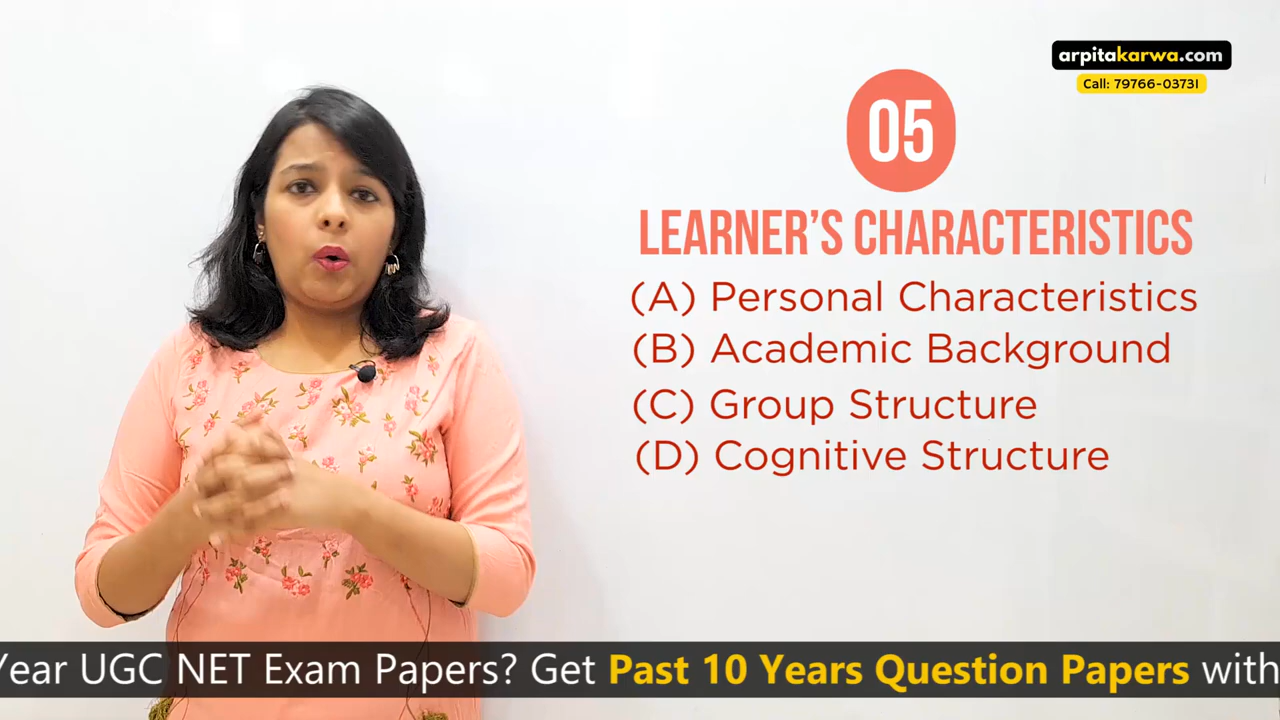 arpitakarwa.com
Call: 79766-03731
05
LEARNER'S CHARACTERISTICS
(A) Personal Characteristics
(B) Academic Background
(C) Group Structure
(D) Cognitive Structure
Year UGC NET Exam Papers? Get Past 10 Years Question Papers with